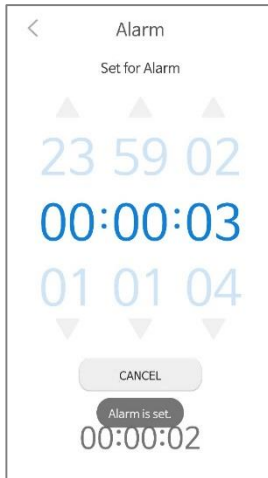 Alarm
Set for Alarm
23 59 02
00:00:03
01 01 04
CANCEL
Alarm is set.
00:00:02